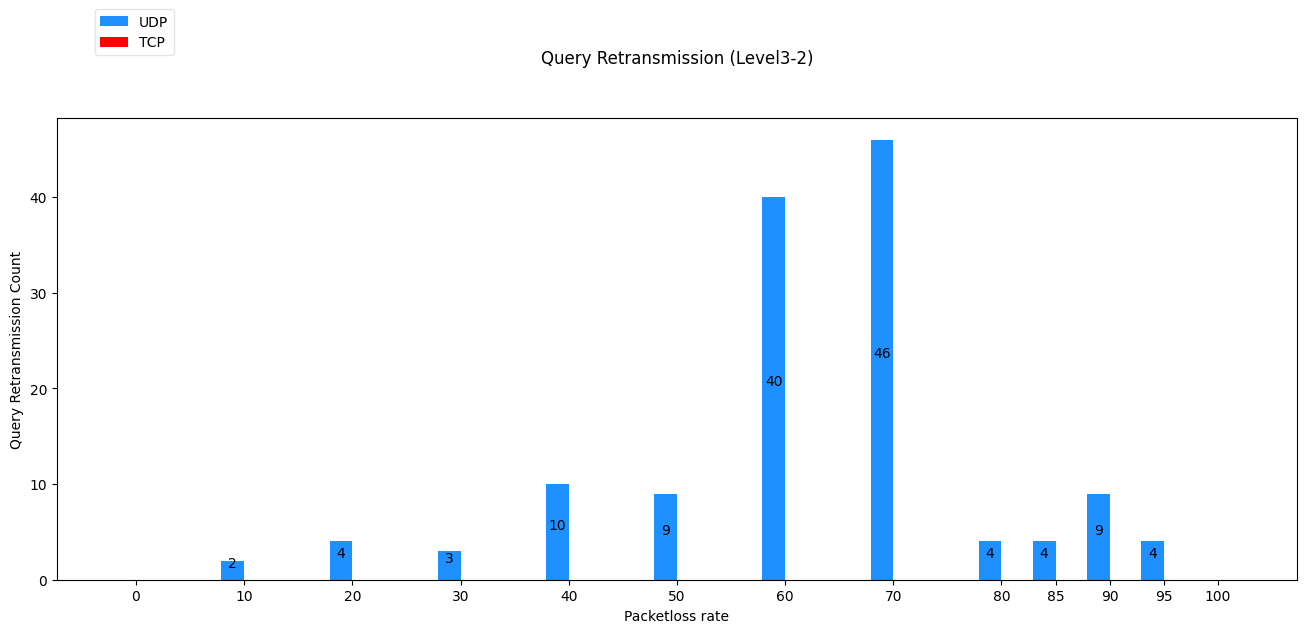 UDP
TCP
Query Retransmission (Level3-2)
Query Retransmission Count
40
30
20
10
0
2
4
3
10
9
40
46
4
4
9
4
0 10 20 30 40 50 60 70 80 85 90 95 100
Packetloss rate